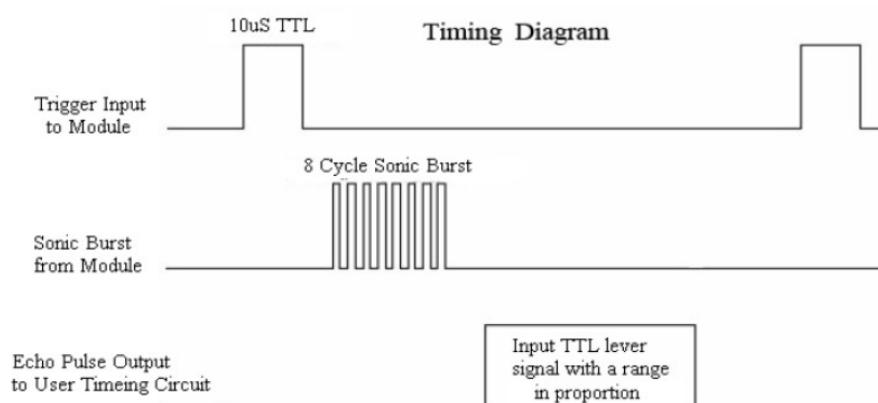 10uS TTL
Timing Diagram
Trigger Input
to Module
8 Cycle Sonic Burst
Sonic Burst
from Module
Echo Pulse Output
to User Timeing Circuit
Input TTL lever
signal with a range
in proportion